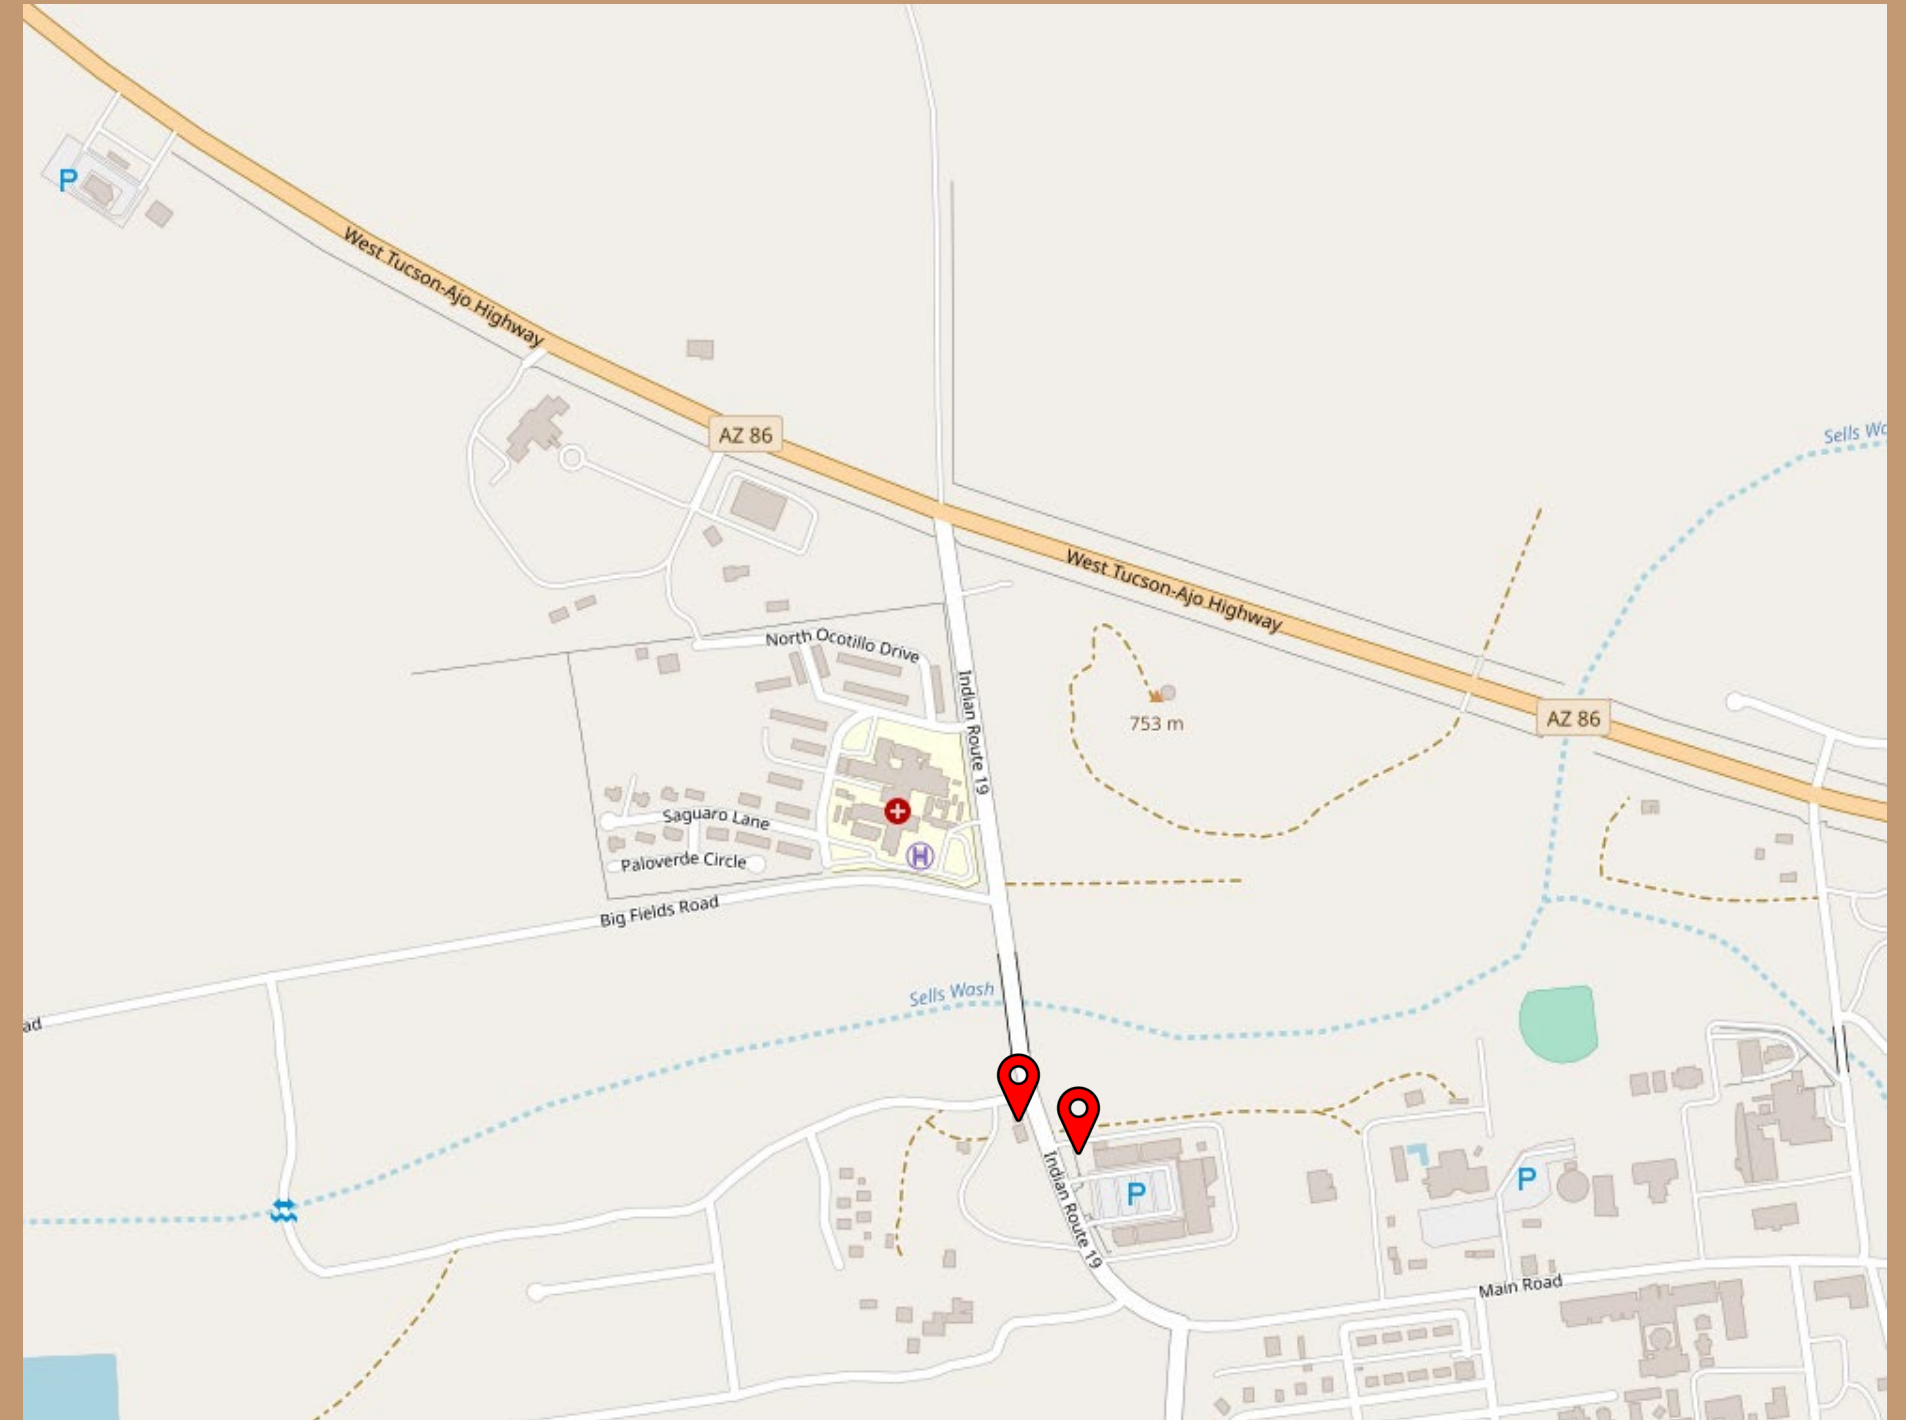 P
West Tucson-Ajo Highway
AZ 86
Sells Wa
West Tucson-Ajo Highway
North Ocotillo Drive
Indian Route 19
753 m
AZ 86
Saguaro Lane
H
Paloverde Circle
Big Fields Road
Sells Wash
ad
Indian Route 19
P
P
Main Road